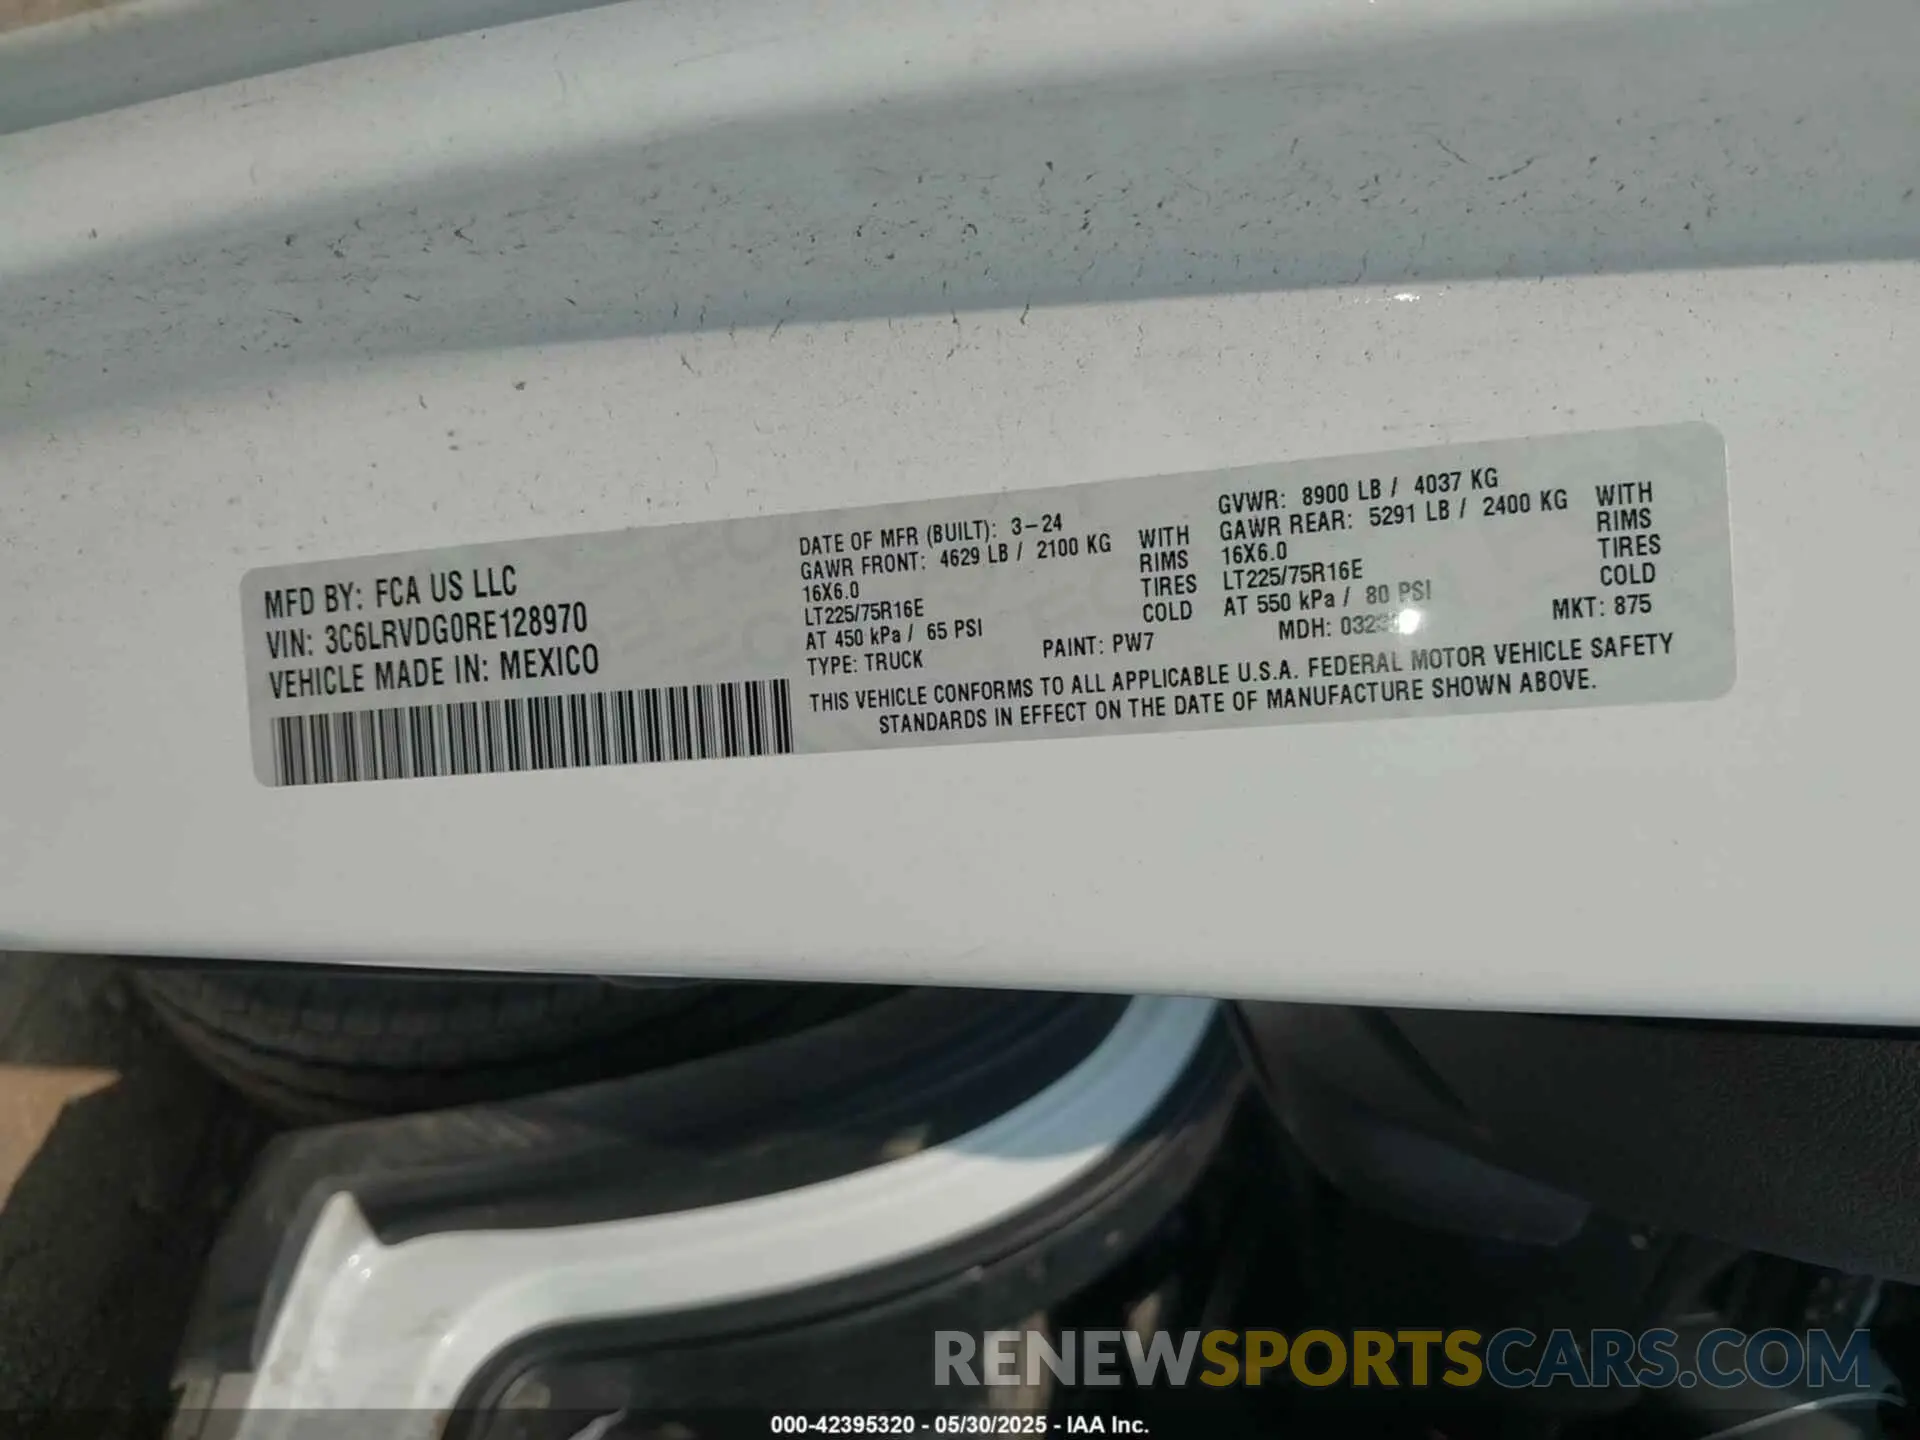 MFD BY: FCA US LLC
VIN: 3C6LRVDG0RE128970
VEHICLE MADE IN: MEXICO
DATE OF MFR (BUILT): 3-24
GAWR FRONT: 4629 LB / 2100 KG WITH
16X6.0 RIMS
LT225/75R16E TIRES
AT 450 kPa / 65 PSI COLD
TYPE: TRUCK PAINT: PW7
GVWR: 8900 LB / 4037 KG
GAWR REAR: 5291 LB / 2400 KG WITH
16X6.0 RIMS
LT225/75R16E TIRES
AT 550 kPa / 80 PSI COLD
MDH: MKT: 875
THIS VEHICLE CONFORMS TO ALL APPLICABLE U.S.A. FEDERAL MOTOR VEHICLE SAFETY
STANDARDS IN EFFECT ON THE DATE OF MANUFACTURE SHOWN ABOVE.
RENEWSPORTSCARS.COM
000-42395320 - 05/30/2025 - IAA Inc.